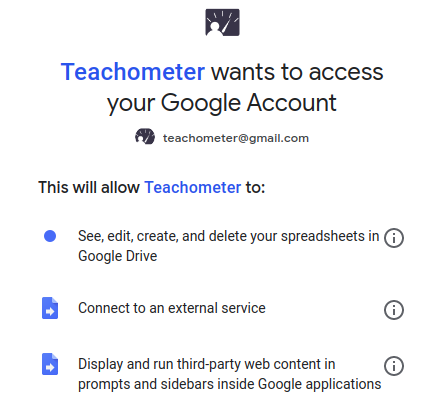 Teachometer wants to access
your Google Account
teachometer@gmail.com
This will allow Teachometer to:
See, edit, create, and delete your spreadsheets in
Google Drive
Connect to an external service
Display and run third-party web content in
prompts and sidebars inside Google applications